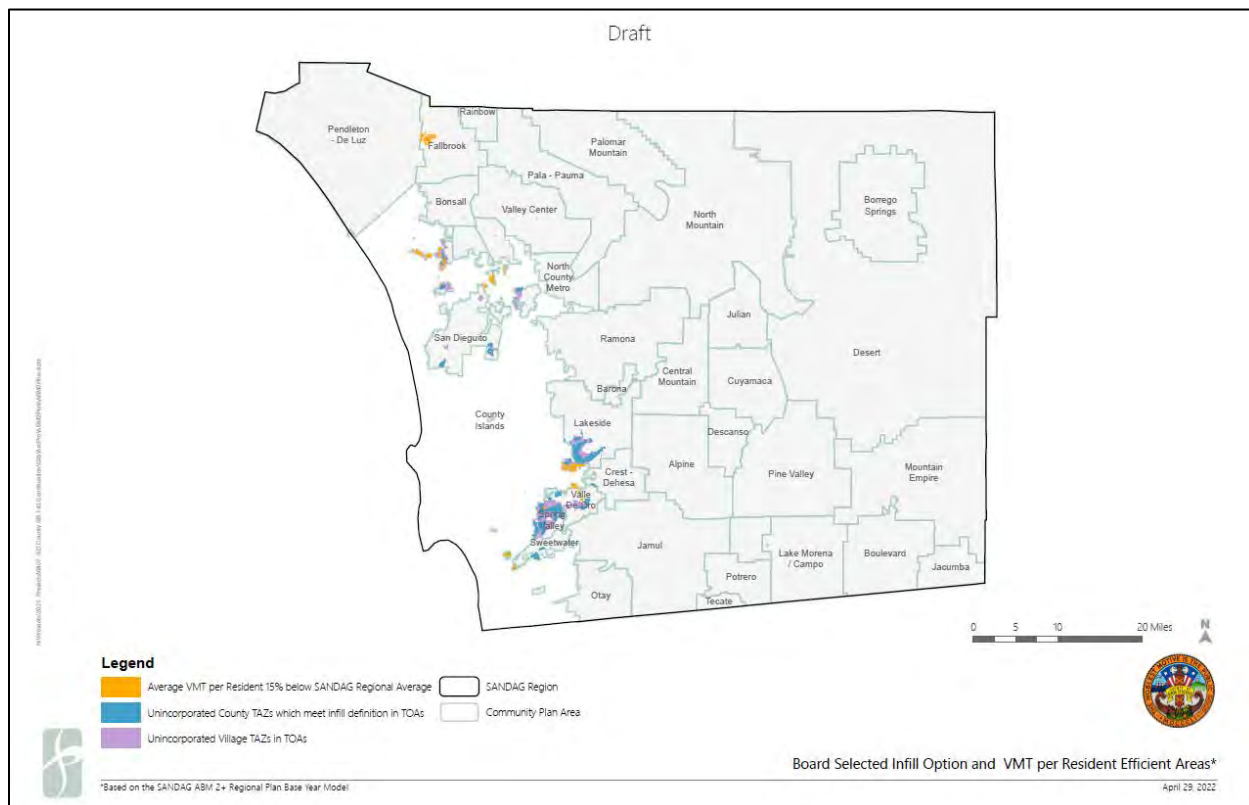 Draft
Rainbow
Pendleton
- De Luz
Fallbrook
Palomar
Mountain
Pala - Pauma
Bonsall
Valley Center
North
Mountain
Borrego
Springs
North
County
Metro
San Dieguito
Ramona
Julian
Desert
Central
Mountain
Cuyamaca
Barona
County
Islands
Lakeside
Descanso
Alpine
Crest -
Dehesa
Pine Valley
Mountain
Empire
Valle
De Oro
Spring
Valley
Sweetwater
Jamul
Lake Morena
/ Campo
Boulevard
Jacumba
Potrero
Otay
Tecate
0 5 10 20 Miles
N
Legend
Average VMT per Resident 15% below SANDAG Regional Average
SANDAG Region
Unincorporated County TAZs which meet infill definition in TOAs
Community Plan Area
Unincorporated Village TAZs in TOAs
Board Selected Infill Option and VMT per Resident Efficient Areas*
*Based on the SANDAG ABM 2+ Regional Plan Base Year Model
April 29, 2022